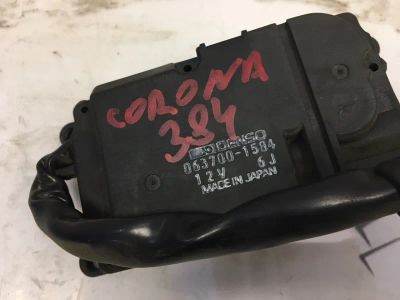 CORONA
384
DENSO
063700-1584
12V 6J
MADE IN JAPAN